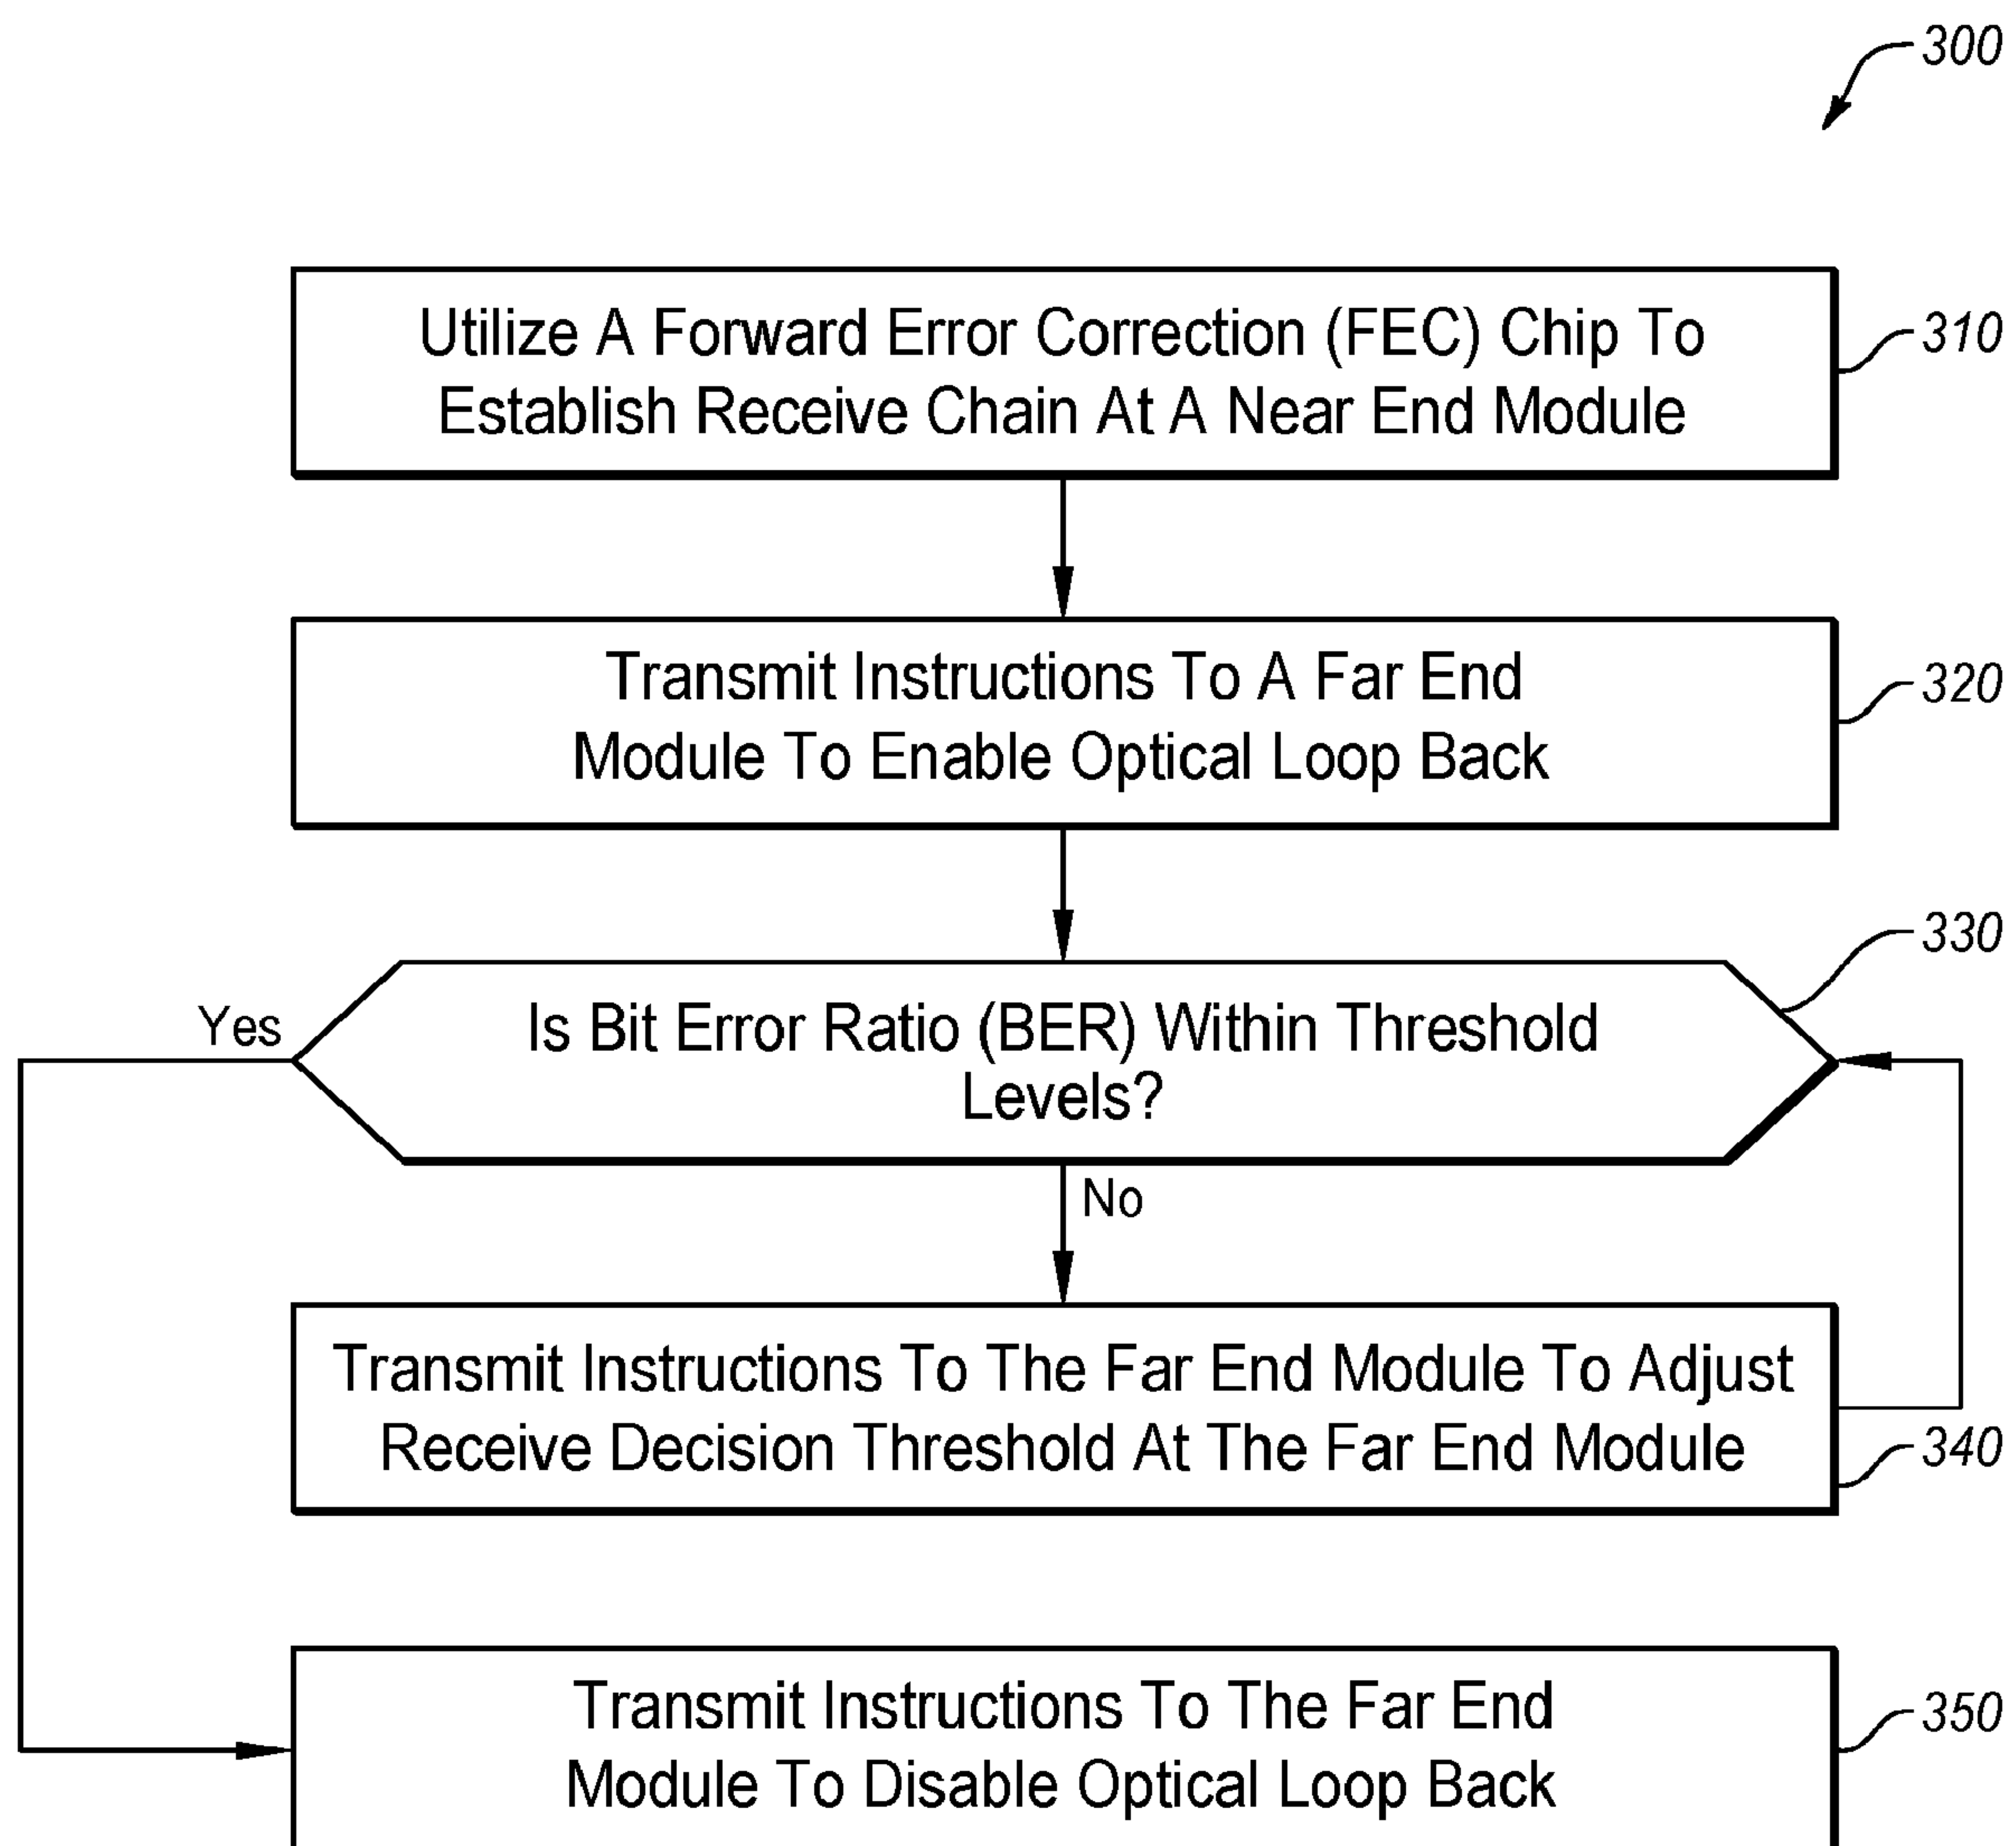 300
Utilize A Forward Error Correction (FEC) Chip To
Establish Receive Chain At A Near End Module
310
Transmit Instructions To A Far End
Module To Enable Optical Loop Back
320
330
Yes
Is Bit Error Ratio (BER) Within Threshold
Levels?
No
Transmit Instructions To The Far End Module To Adjust
Receive Decision Threshold At The Far End Module
340
Transmit Instructions To The Far End
Module To Disable Optical Loop Back
350